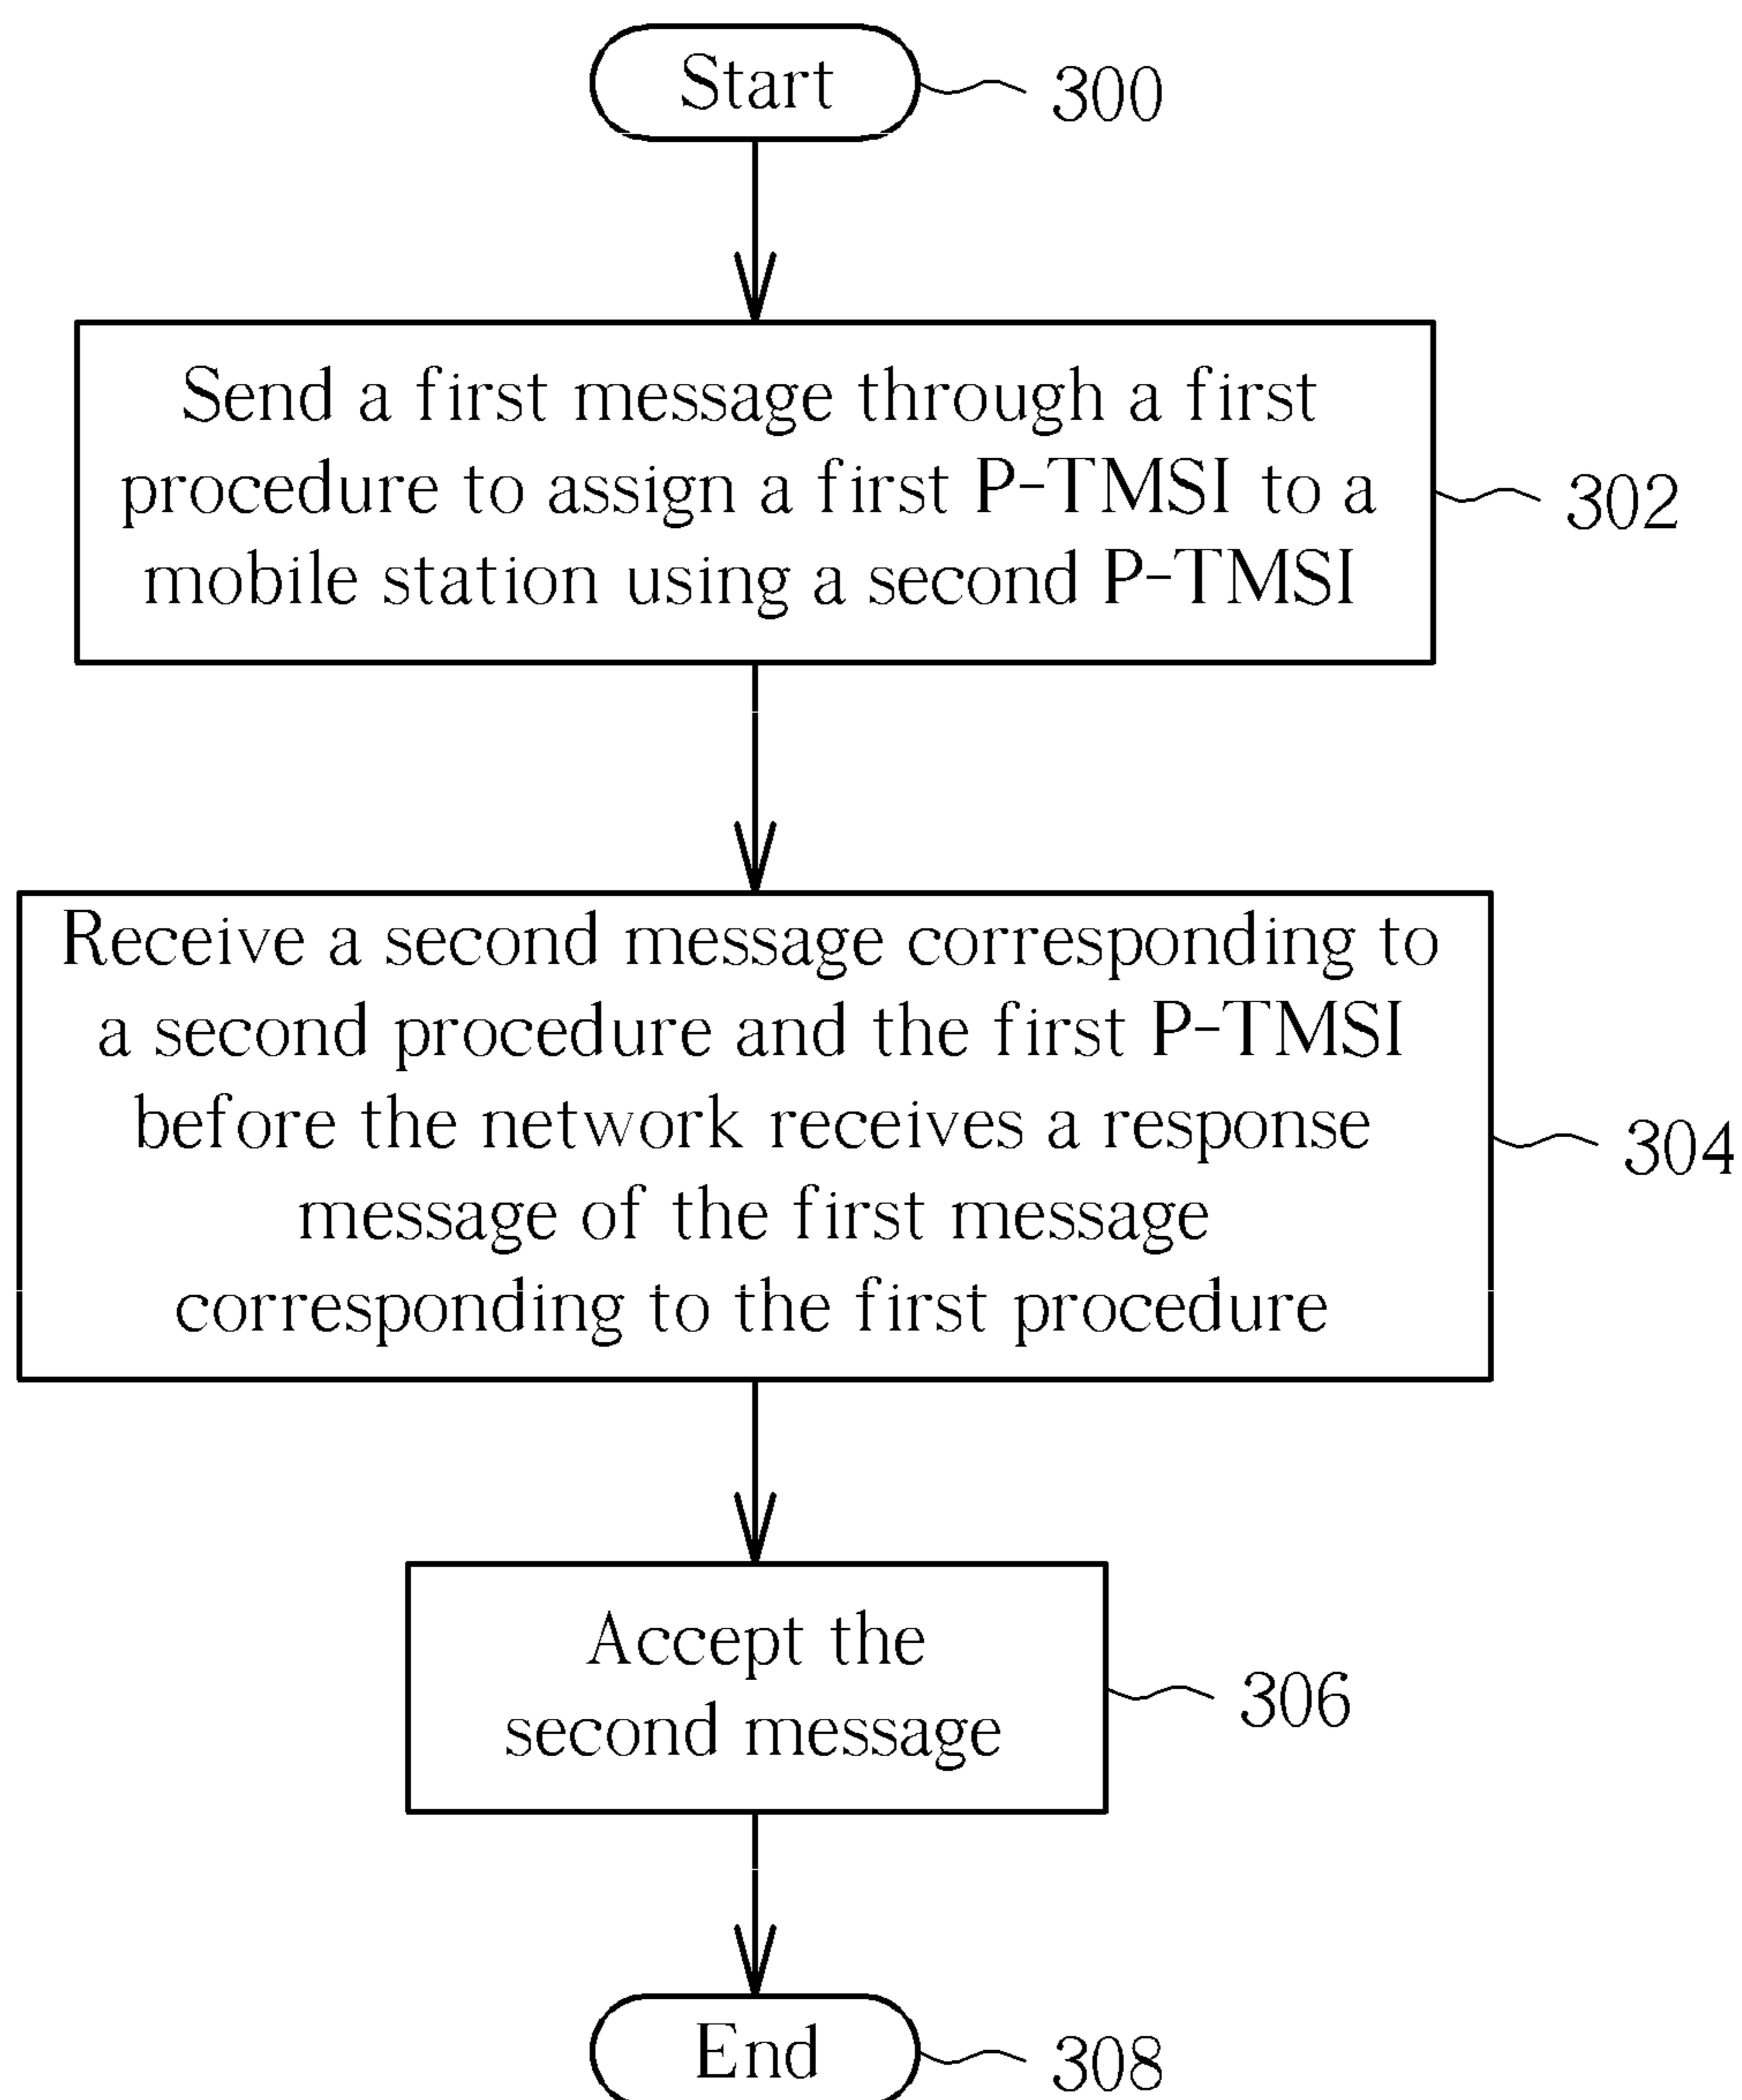 Start
300
Send a first message through a first
procedure to assign a first P-TMSI to a
mobile station using a second P-TMSI
302
Receive a second message corresponding to
a second procedure and the first P-TMSI
before the network receives a response
message of the first message
corresponding to the first procedure
304
Accept the
second message
306
End
308